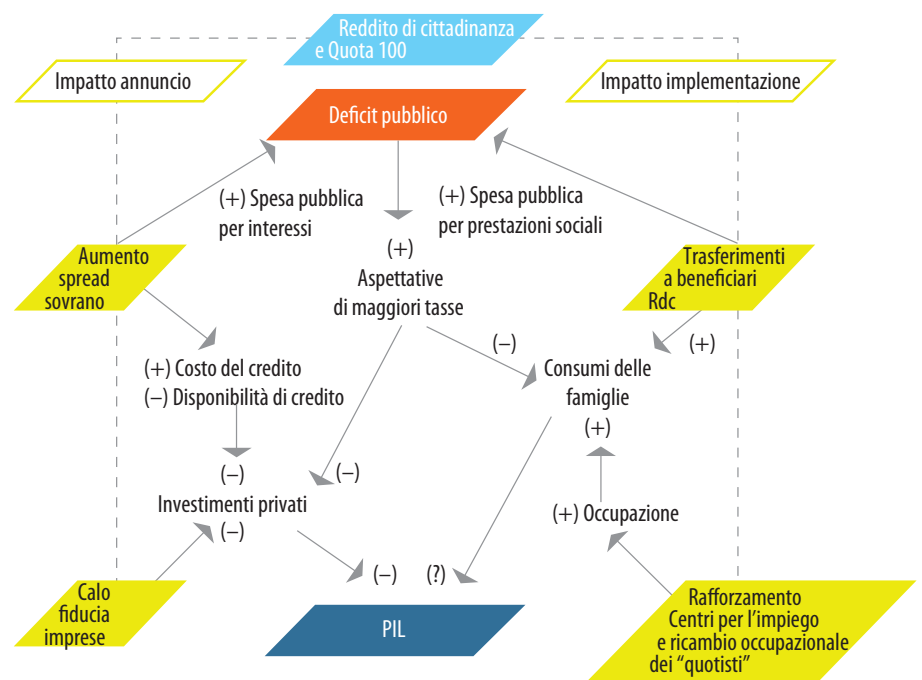 Reddito di cittadinanza
e Quota 100
Impatto annuncio
Impatto implementazione
Deficit pubblico
(+) Spesa pubblica
per interessi
(+) Spesa pubblica
per prestazioni sociali
(+)
Aspettative
di maggiori tasse
Aumento
spread
sovrano
Trasferimenti
a beneficiari
Rdc
(+) Costo del credito
(–) Disponibilità di credito
(–)
(+)
Consumi delle
famiglie
(+)
(–)
(–)
Investimenti privati
(–)
(+) Occupazione
(–)
(?)
Calo
fiducia
imprese
PIL
Rafforzamento
Centri per l'impiego
e ricambio occupazionale
dei "quotisti"